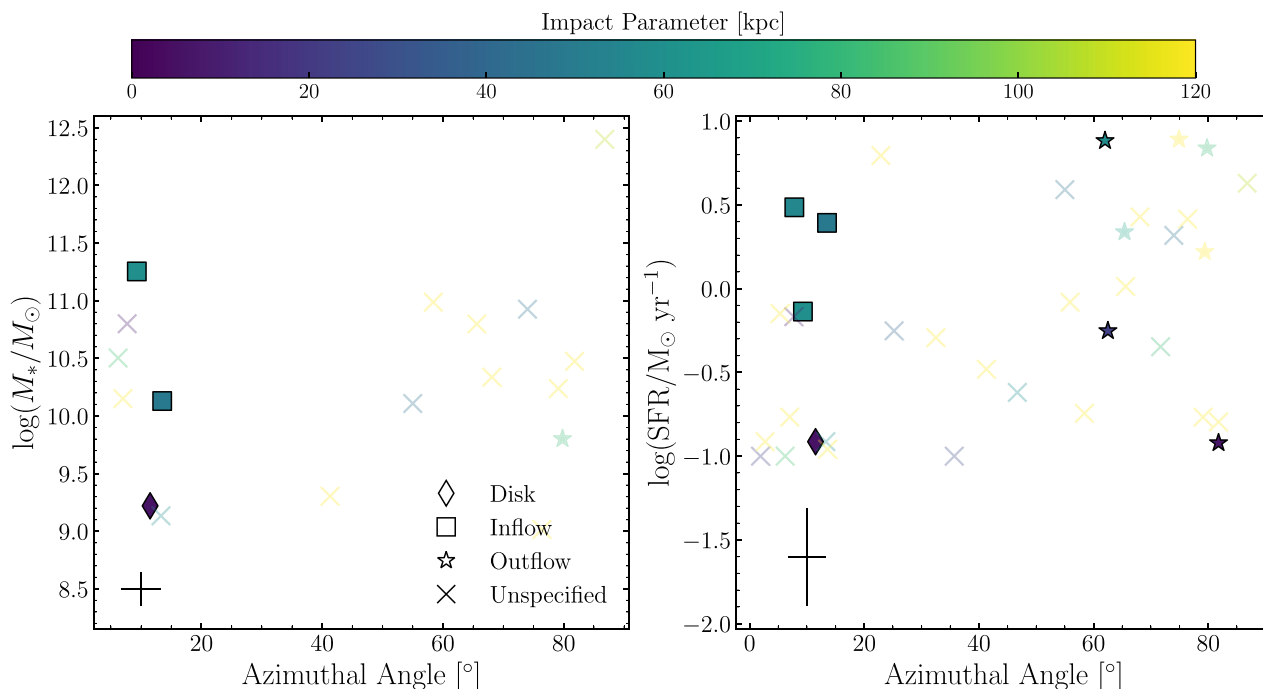 Impact Parameter [kpc]
0 20 40 60 80 100 120
12.5
12.0
11.5
11.0
10.5
10.0
9.5
9.0
8.5
log(M∗/M⊙)
Disk
Inflow
Outflow
Unspecified
20 40 60 80
Azimuthal Angle [°]
1.0
0.5
0.0
−0.5
−1.0
−1.5
−2.0
log(SFR/M⊙ yr⁻¹)
0 20 40 60 80
Azimuthal Angle [°]